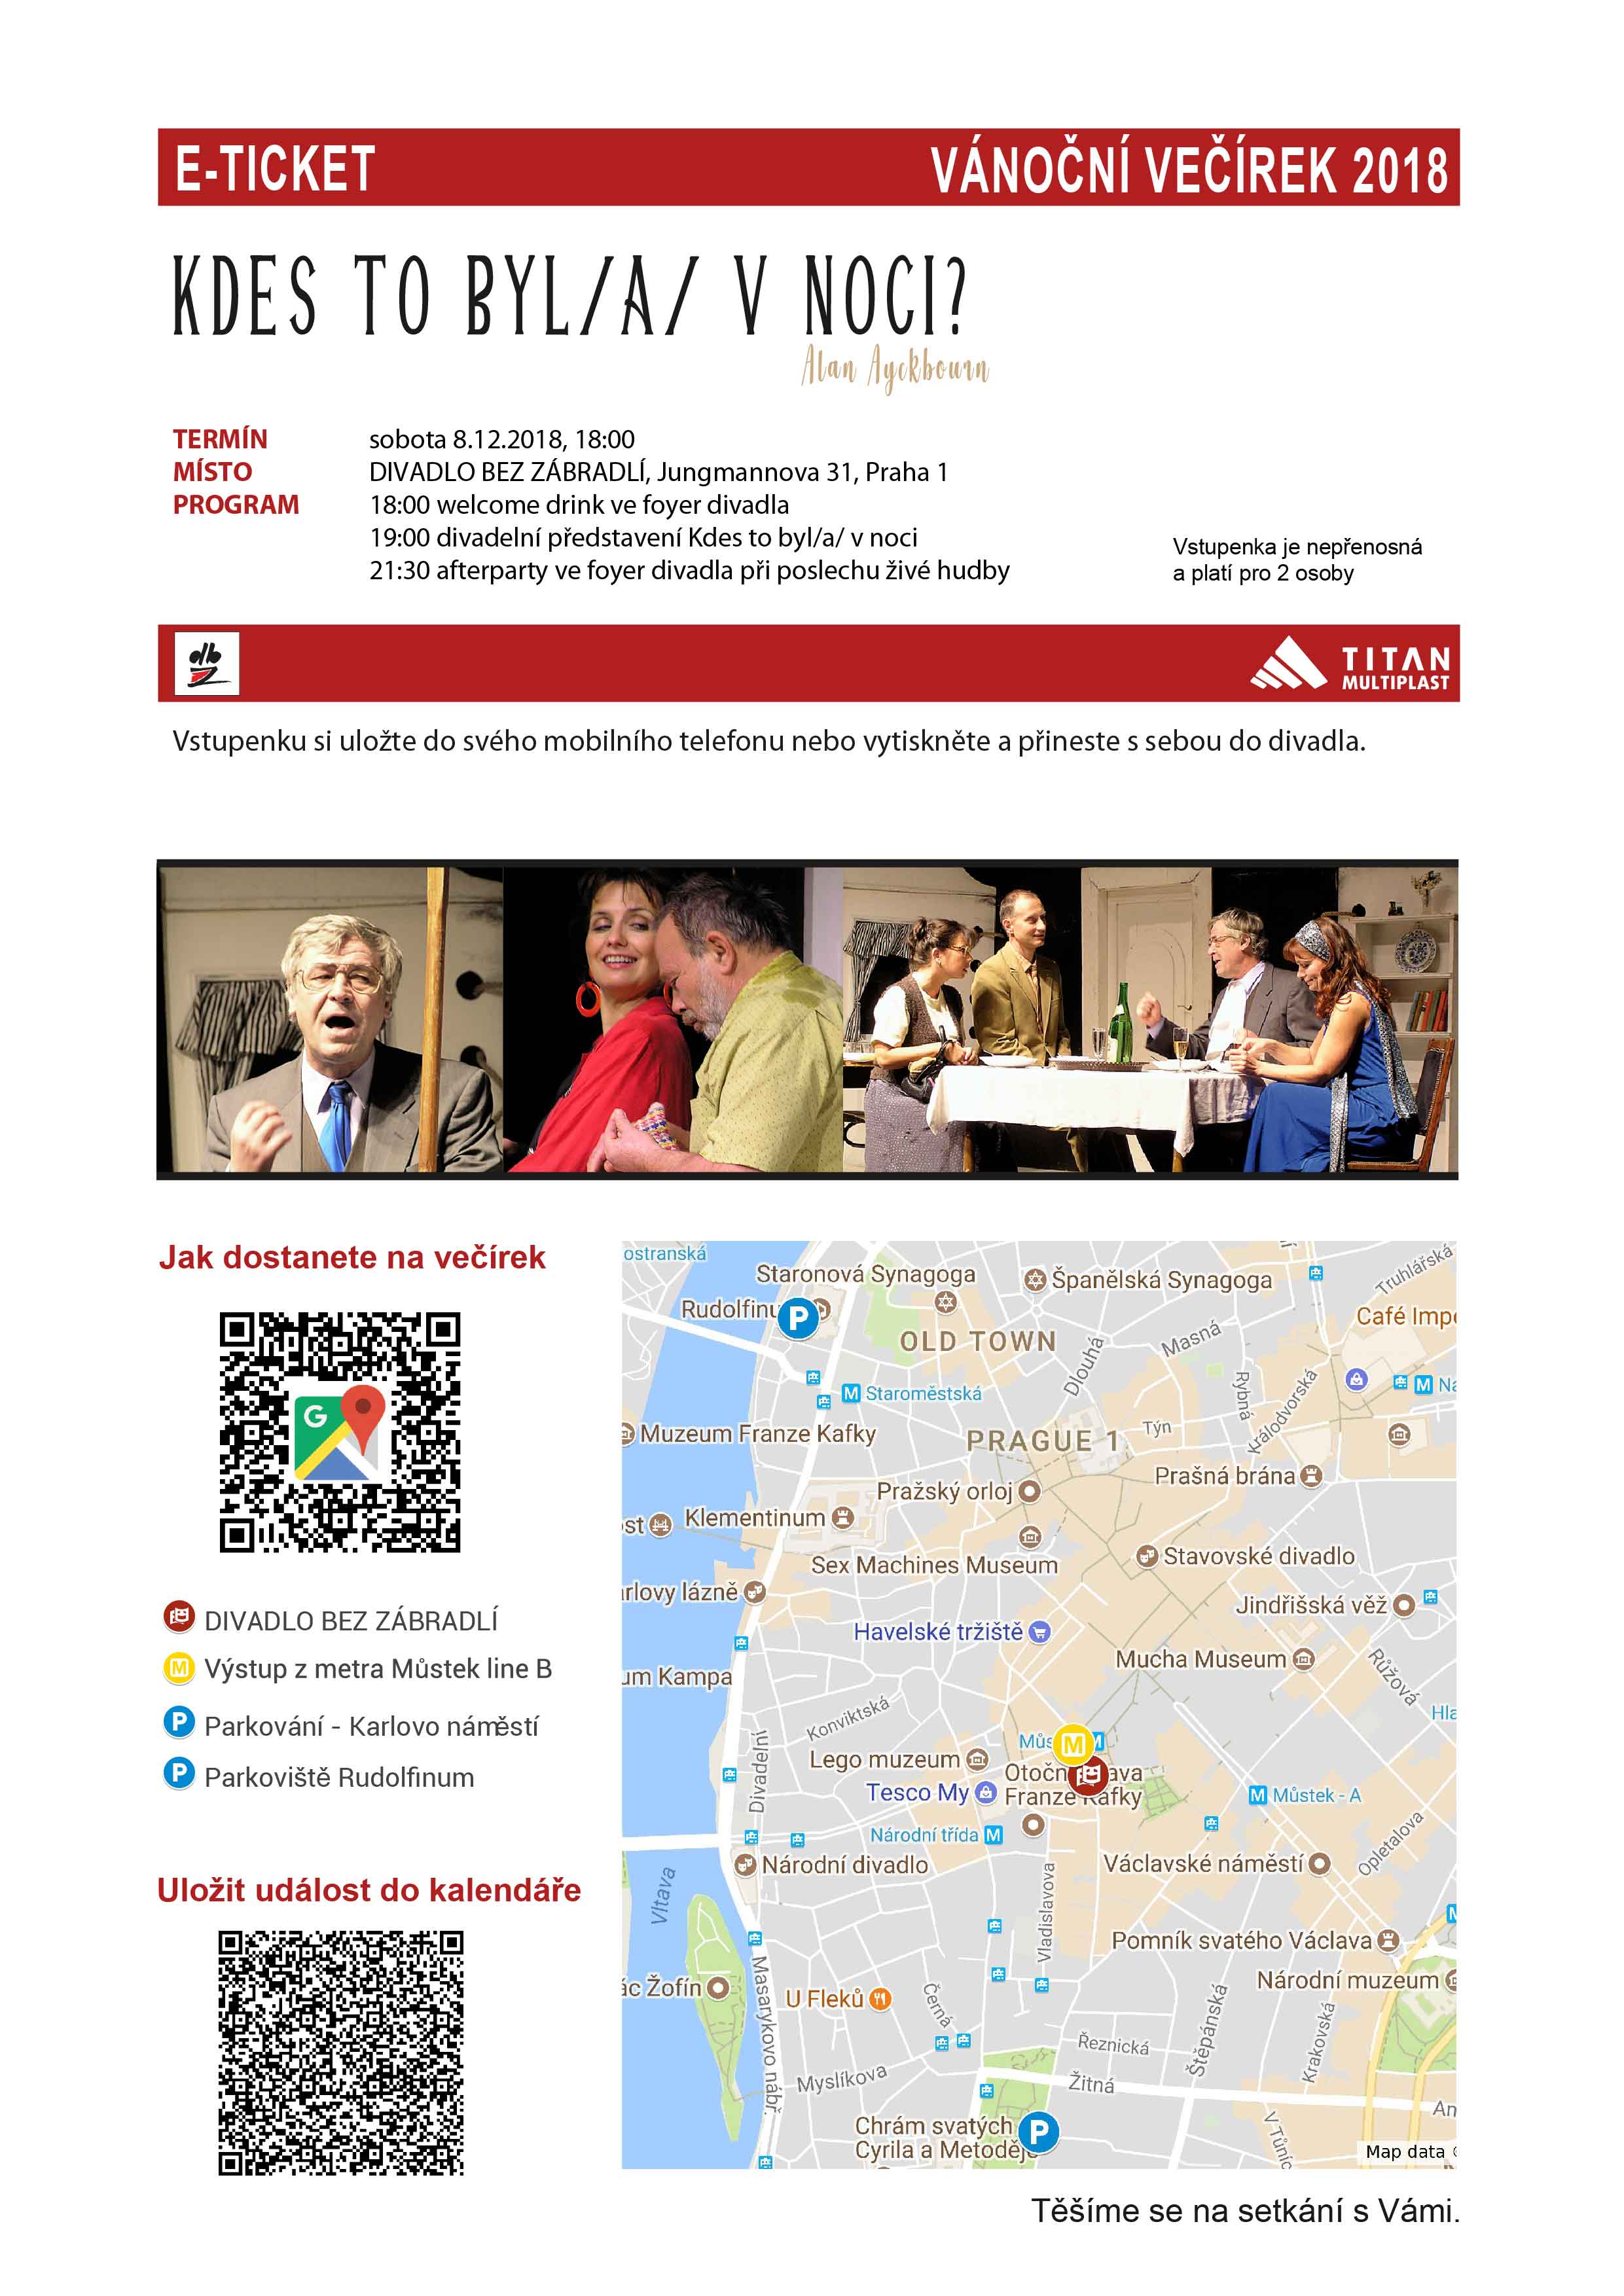 E-TICKET
VÁNOČNÍ VEČÍREK 2018
KDES TO BYL/A/ V NOCI?
Alan Ayckbourn
TERMÍN sobota 8.12.2018, 18:00
MÍSTO DIVADLO BEZ ZÁBRADLÍ, Jungmannova 31, Praha 1
PROGRAM 18:00 welcome drink ve foyer divadla
19:00 divadelní představení Kdes to byl/a/ v noci
21:30 afterparty ve foyer divadla při poslechu živé hudby
Vstupenka je nepřenosná
a platí pro 2 osoby
dbz
TITAN
MULTIPLAST
Vstupenku si uložte do svého mobilního telefonu nebo vytiskněte a přineste s sebou do divadla.
Jak dostanete na večírek
G
DIVADLO BEZ ZÁBRADLÍ
M Výstup z metra Můstek line B
P Parkování - Karlovo náměstí
P Parkoviště Rudolfinum
Uložit událost do kalendáře
ostranská
Staronová Synagoga
Španělská Synagoga
Truhlářská
Rudolfinu
P
Café Impe
OLD TOWN
Masná
Dlouhá
M Staroměstská
Rybná
Královdvorská
M Na
Muzeum Franze Kafky
PRAGUE 1
Týn
Prašná brána
Pražský orloj
ost
Klementinum
Sex Machines Museum
Stavovské divadlo
arlovy lázně
Jindřišská věž
Havelské tržiště
Mucha Museum
um Kampa
Růžová
Konviktská
Hla
Divadelní
Můs
M
M
Lego muzeum
Otočn
ava
Tesco My
Franze Kafky
M Můstek - A
Národní třída M
Opletalova
Národní divadlo
Václavské náměstí
Vltava
Vladislavova
M
Pomník svatého Václava
ác Žofín
Národní muzeum
U Fleků
Masarykovo nábř.
Černá
Štěpánská
Krakovská
Řeznická
Myslíkova
Žitná
An
Chrám svatých
Cyrila a Metoděje
P
V Tůních
Map data ©
Těšíme se na setkání s Vámi.